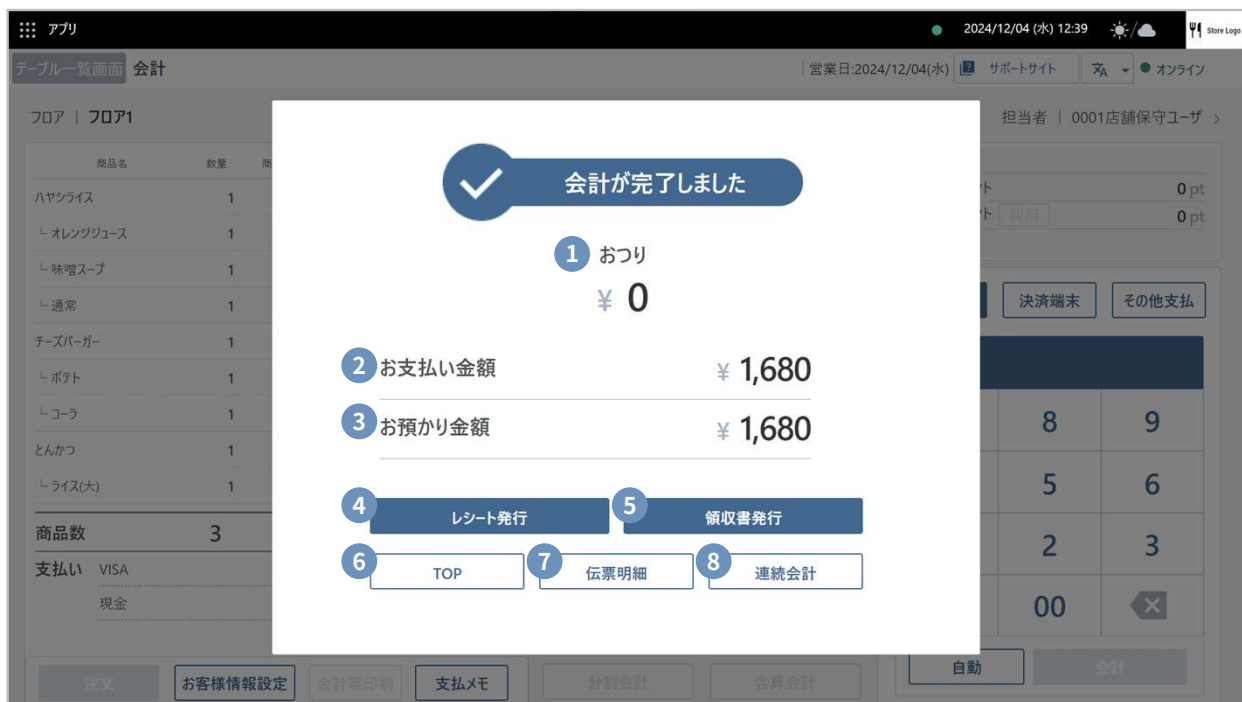 アプリ
2024/12/04 (水) 12:39
Store Logo
テーブル一覧画面 会計
営業日:2024/12/04(水) サポートサイト オンライン
フロア | フロア1
担当者 | 0001店舗保守ユーザ >
商品名 数量 商
ハヤシライス 1
└ オレンジジュース 1
└ 味噌スープ 1
└ 通常 1
チーズバーガー 1
└ ポテト 1
└ コーラ 1
とんかつ 1
└ ライス(大) 1
商品数 3
支払い VISA
現金
会計が完了しました
1 おつり
¥ 0
2 お支払い金額 ¥ 1,680
3 お預かり金額 ¥ 1,680
4 レシート発行
5 領収書発行
6 TOP
7 伝票明細
8 連続会計
ント 0 pt
ント 利用 0 pt
決済端末 その他支払
8 9
5 6
2 3
00
注文 お客様情報設定 会計票印刷 支払メモ 分割会計 合算会計
自動 会計